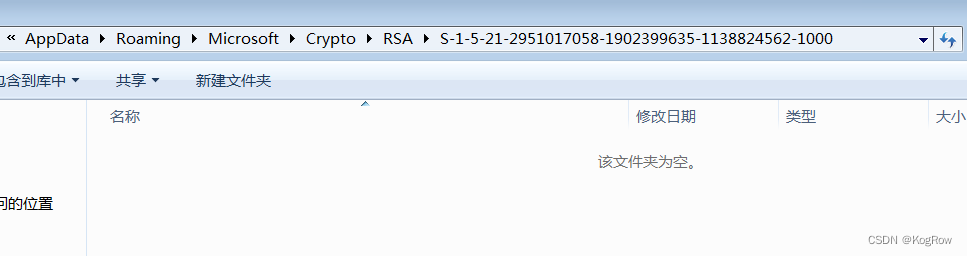 « AppData Roaming Microsoft Crypto RSA S-1-5-21-2951017058-1902399635-1138824562-1000
包含到库中 共享 新建文件夹
名称 修改日期 类型 大小
该文件夹为空。
问的位置
CSDN @KogRow